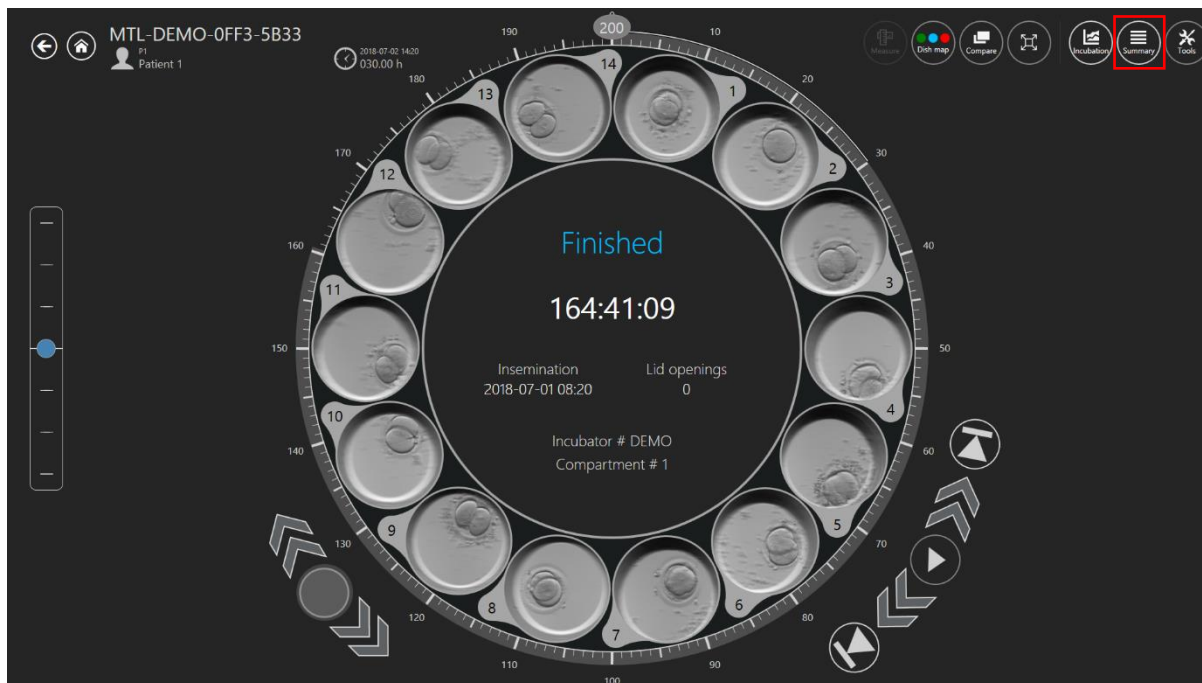 MTL-DEMO-0FF3-5B33
P1
Patient 1
2018-07-02 14:20
030.00 h
Measure
Dish map
Compare
Incubation
Summary
Tools
200
10
20
30
40
50
60
70
80
90
100
110
120
130
140
150
160
170
180
190
1
2
3
4
5
6
7
8
9
10
11
12
13
14
Finished
164:41:09
Insemination Lid openings
2018-07-01 08:20 0
Incubator # DEMO
Compartment # 1